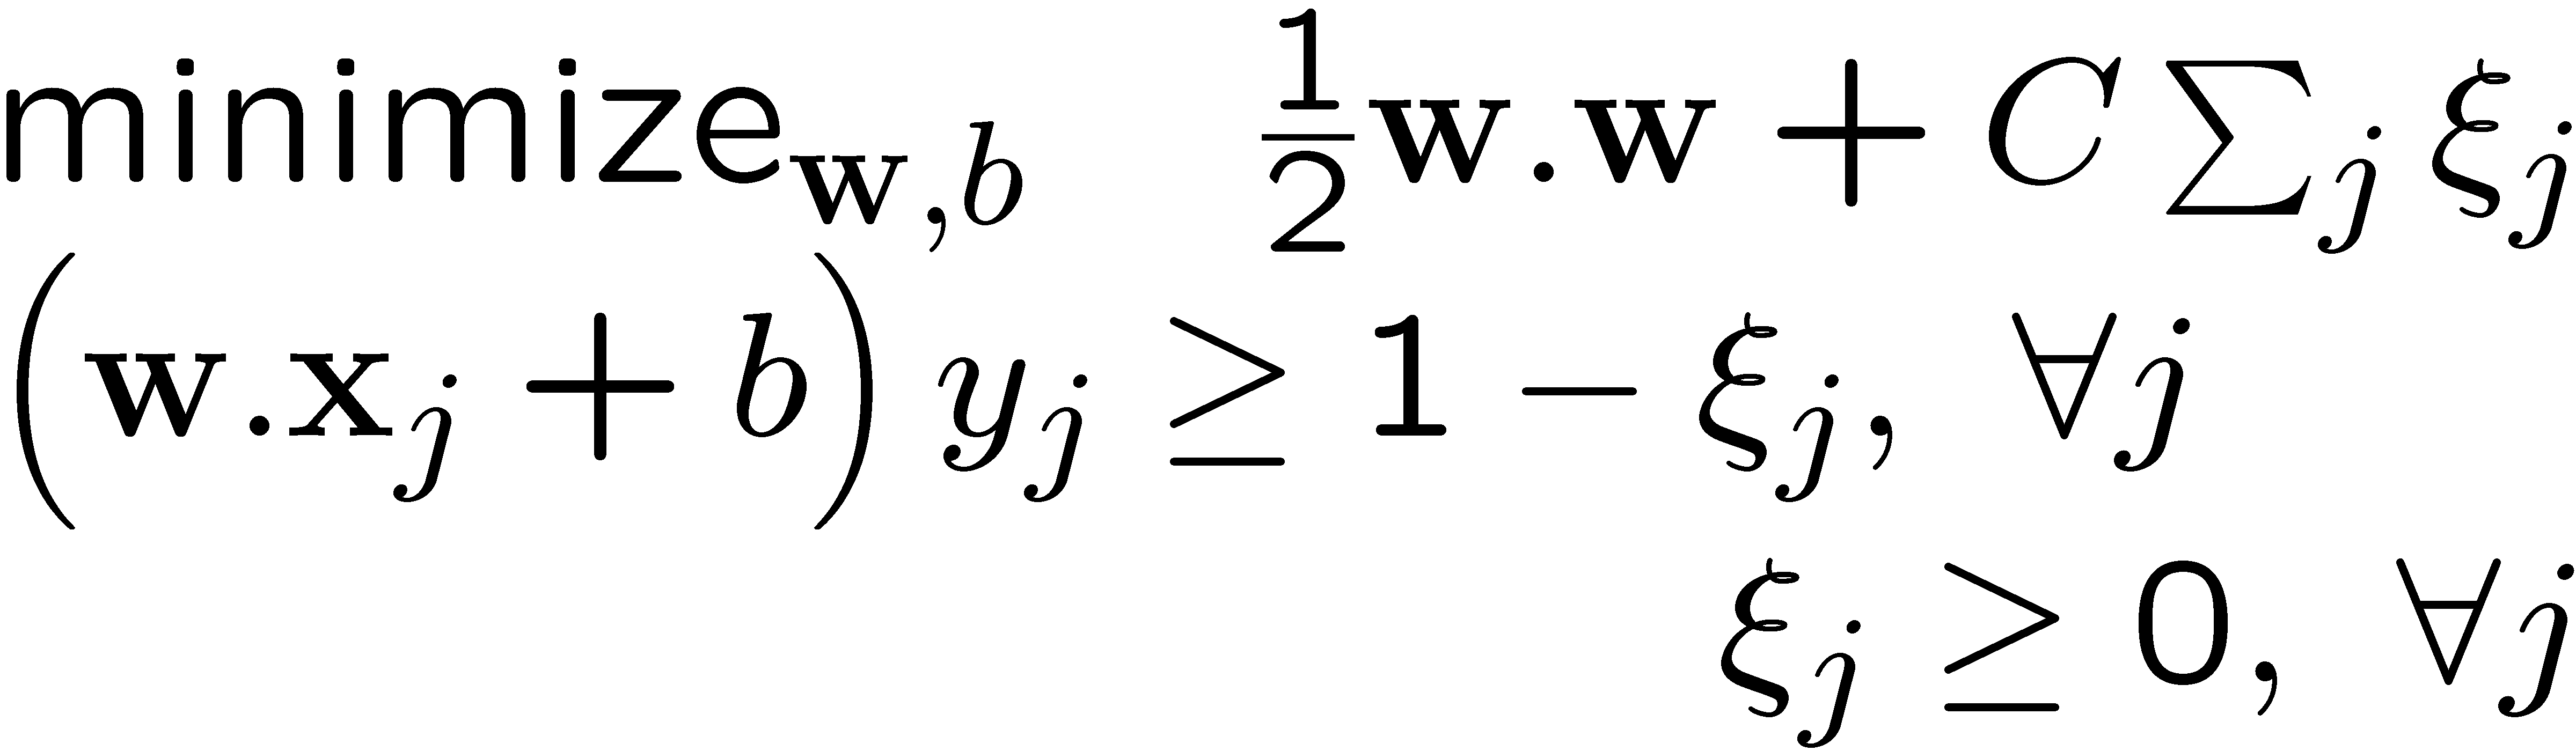 minimize_{w,b} ½w.w + C ∑_j ξ_j
(w.x_j + b) y_j ≥ 1 − ξ_j, ∀j
ξ_j ≥ 0, ∀j